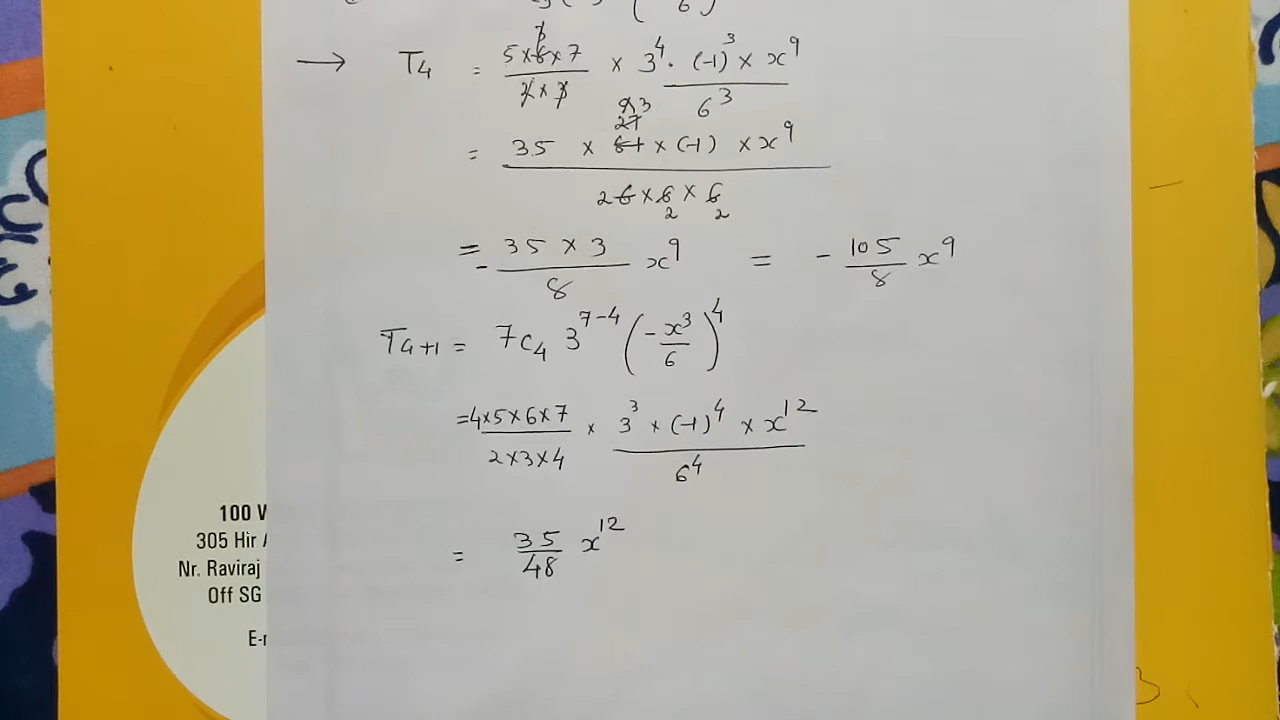 → T4 = 5 × 6 × 7 / 2 × 3 × 3^4 · (-1)^3 × x^9 / 6^3
= 35 × 81 × (-1) × x^9 / 6 × 6 × 6
= - 35 × 3 / 8 x^9 = - 105 / 8 x^9
T4+1 = 7C4 3^7-4 (-x^3/6)^4
= 4×5×6×7 / 2×3×4 × 3^3 × (-1)^4 × x^12 / 6^4
= 35/48 x^12
100
305 Hir
Nr. Raviraj
Off SG